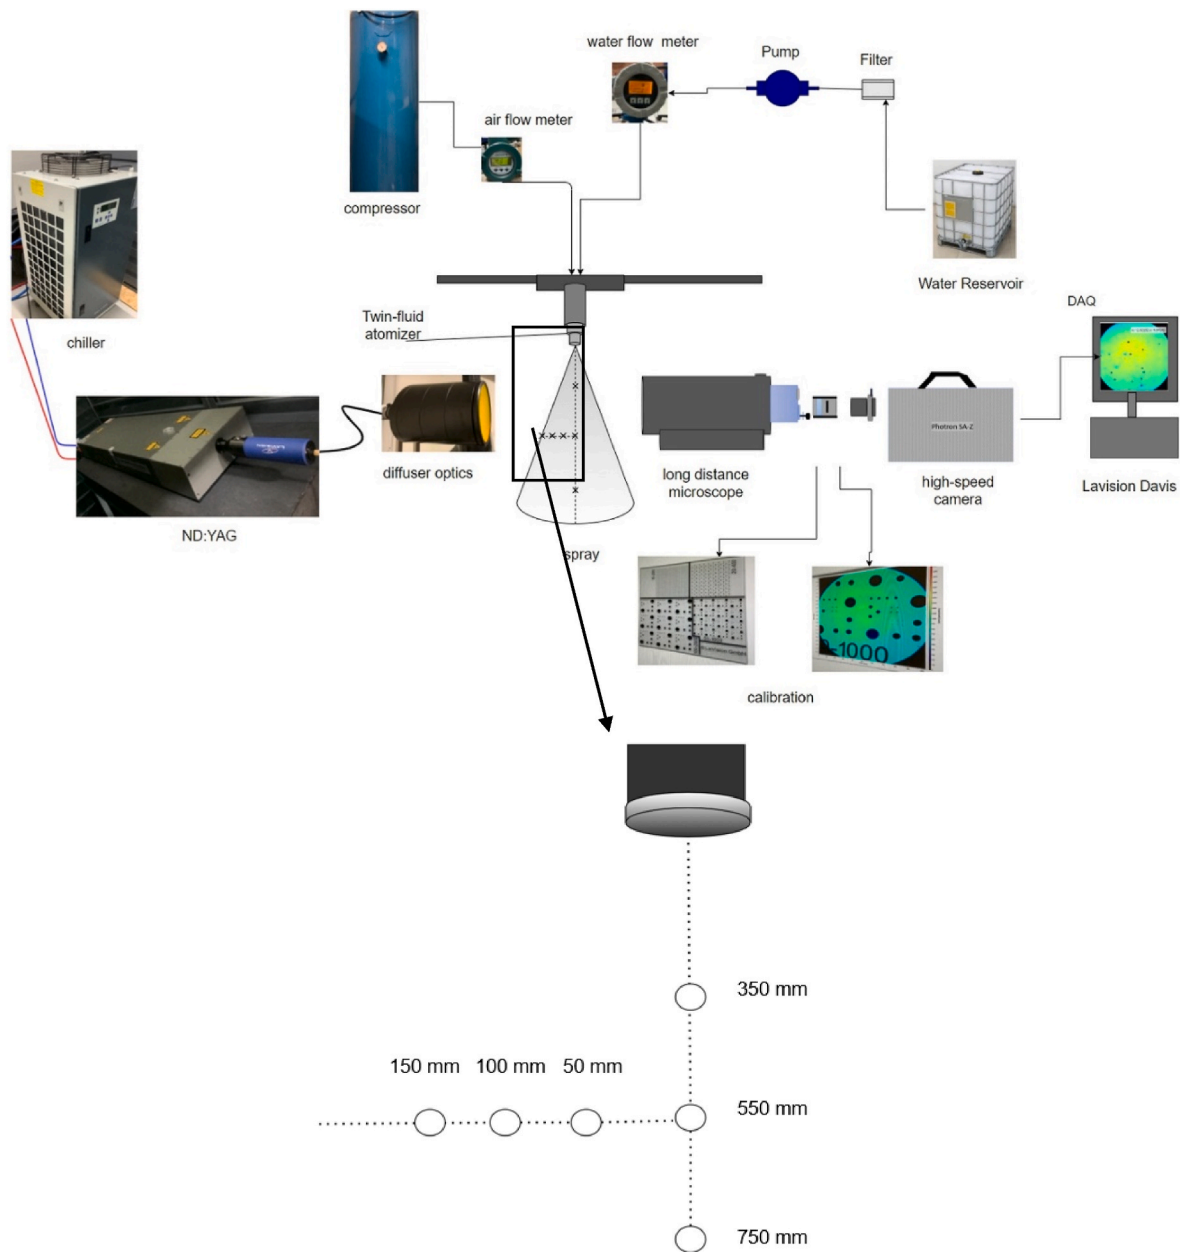 water flow meter
Pump
Filter
air flow meter
compressor
Water Reservoir
DAQ
Twin-fluid
atomizer
chiller
Photron SA-Z
diffuser optics
long distance
microscope
high-speed
camera
Lavision Davis
ND:YAG
spray
-1000
calibration
350 mm
150 mm 100 mm 50 mm
550 mm
750 mm